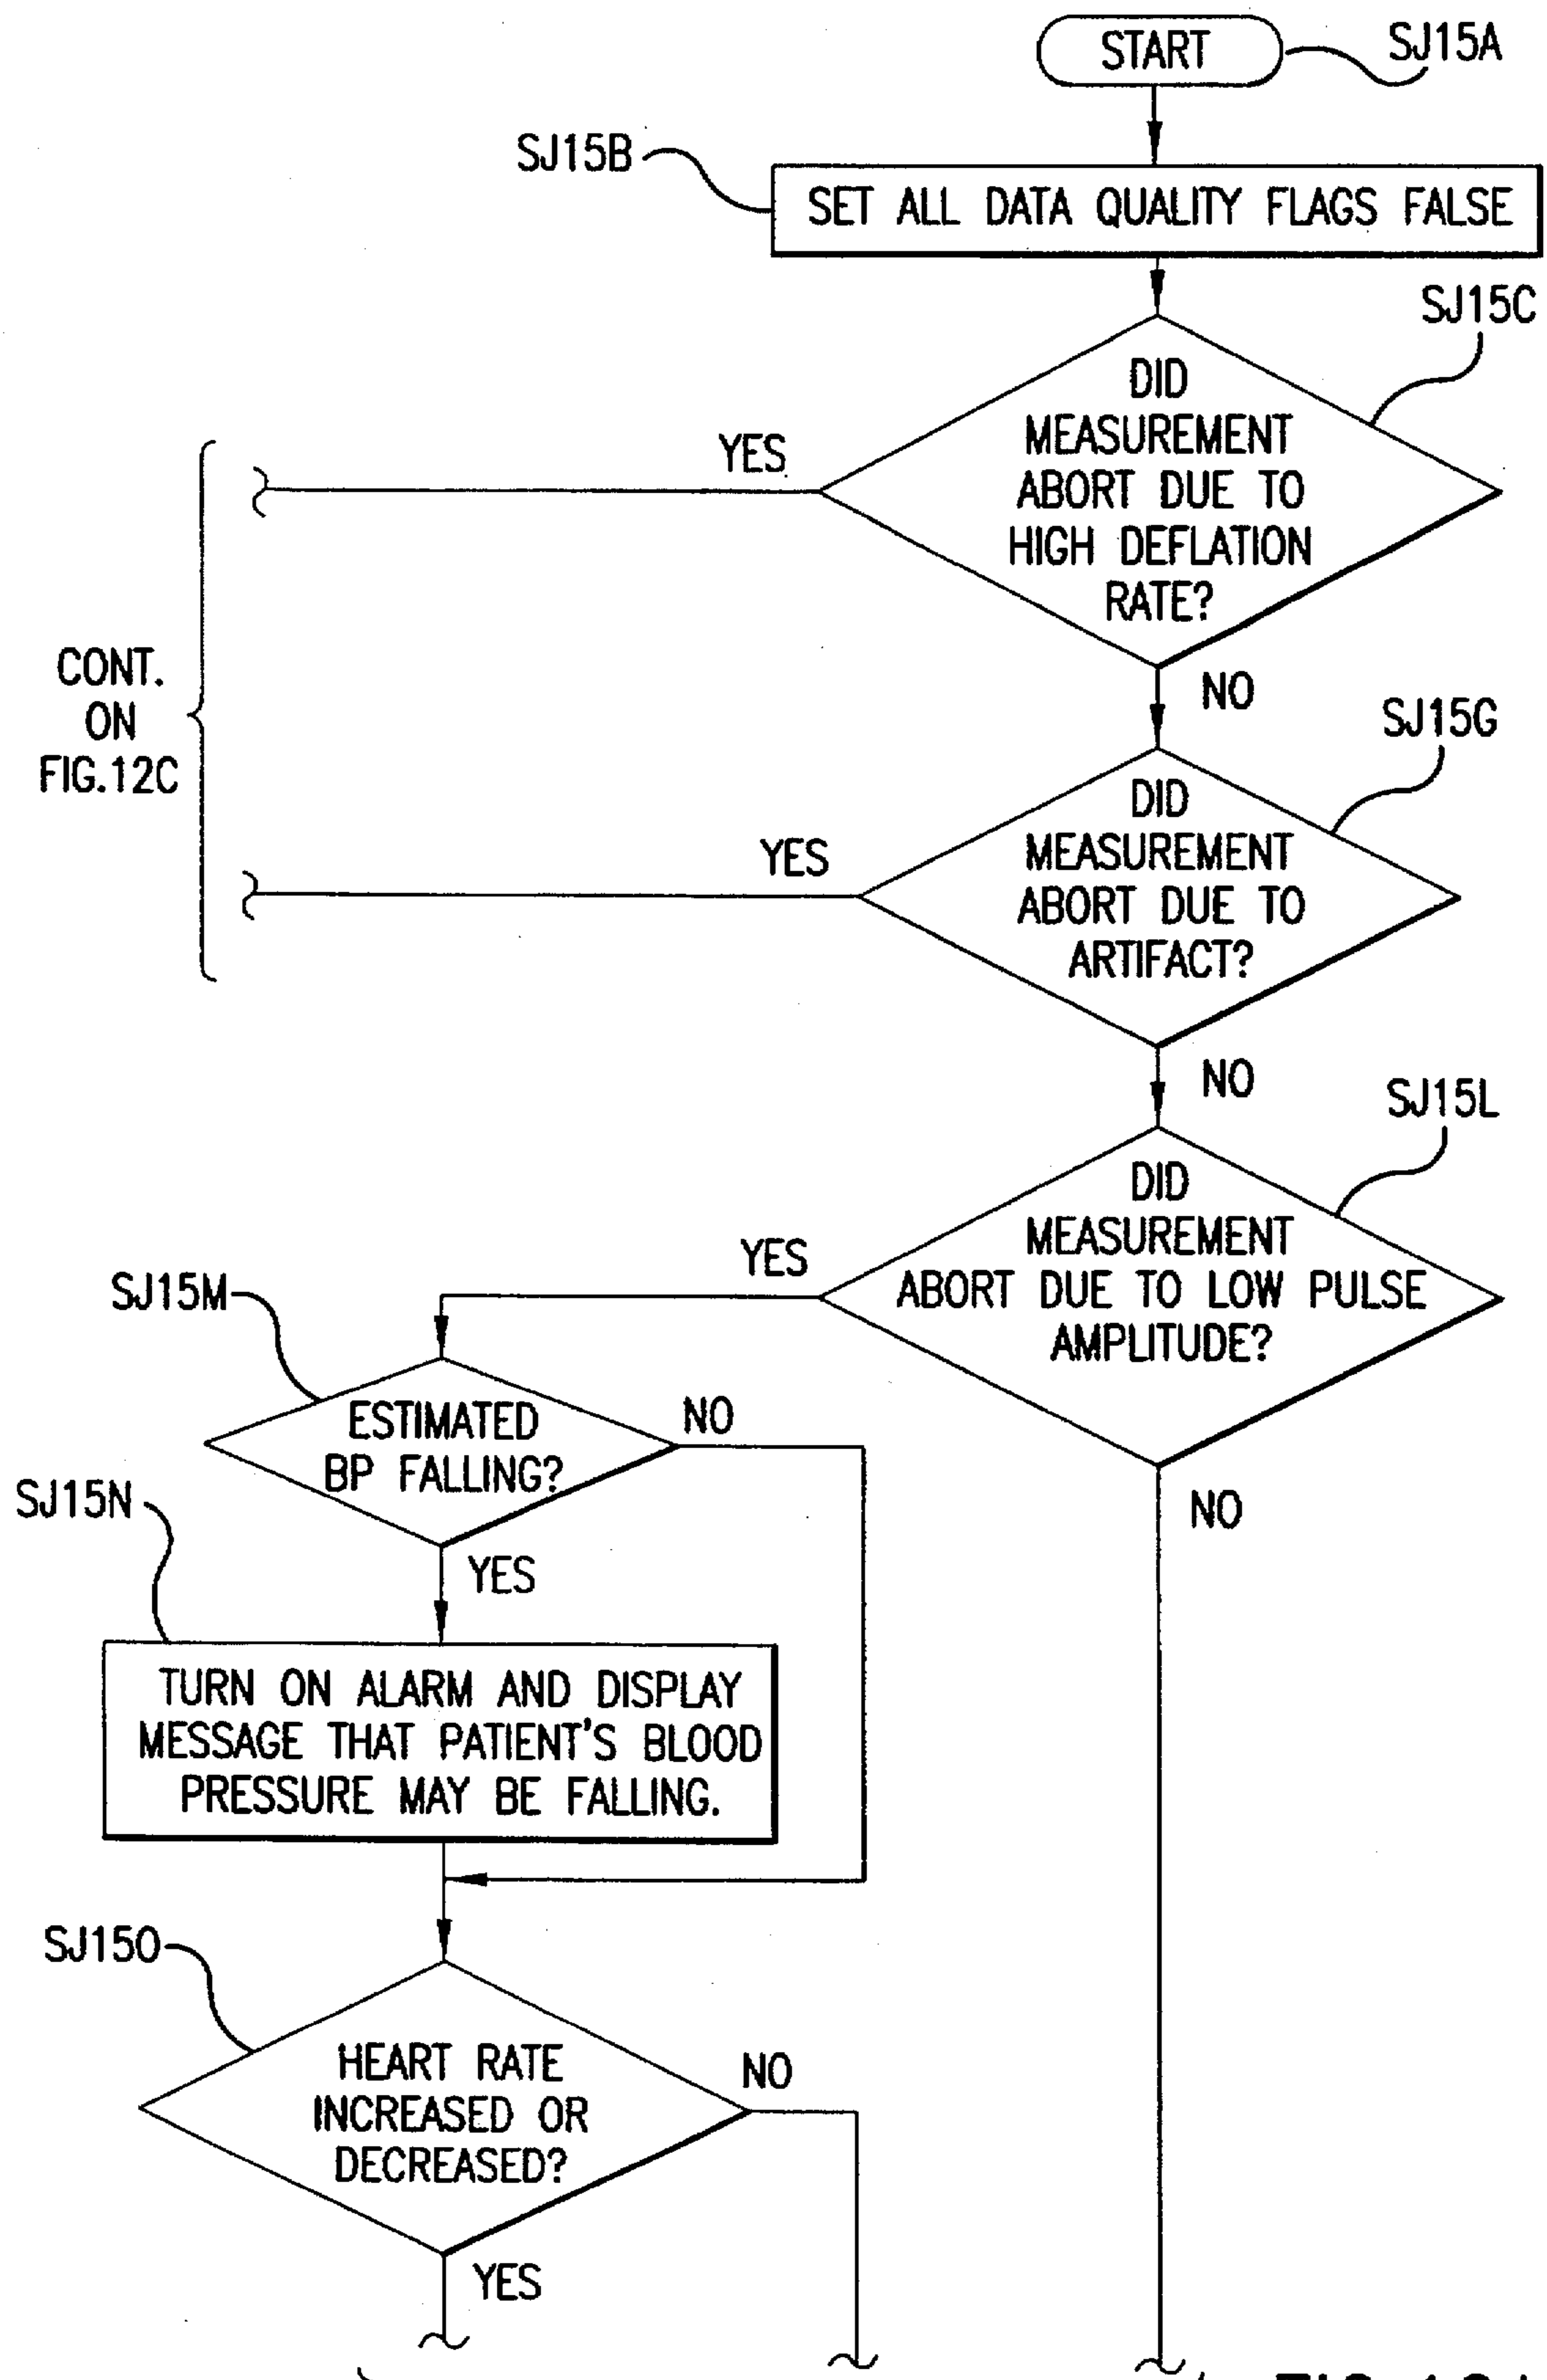 START
SJ15A
SJ15B
SET ALL DATA QUALITY FLAGS FALSE
SJ15C
DID
MEASUREMENT
ABORT DUE TO
HIGH DEFLATION
RATE?
YES
NO
CONT.
ON
FIG.12C
SJ15G
DID
MEASUREMENT
ABORT DUE TO
ARTIFACT?
YES
NO
SJ15L
DID
MEASUREMENT
ABORT DUE TO LOW PULSE
AMPLITUDE?
YES
NO
SJ15M
ESTIMATED
BP FALLING?
NO
YES
SJ15N
TURN ON ALARM AND DISPLAY
MESSAGE THAT PATIENT'S BLOOD
PRESSURE MAY BE FALLING.
SJ15O
HEART RATE
INCREASED OR
DECREASED?
NO
YES